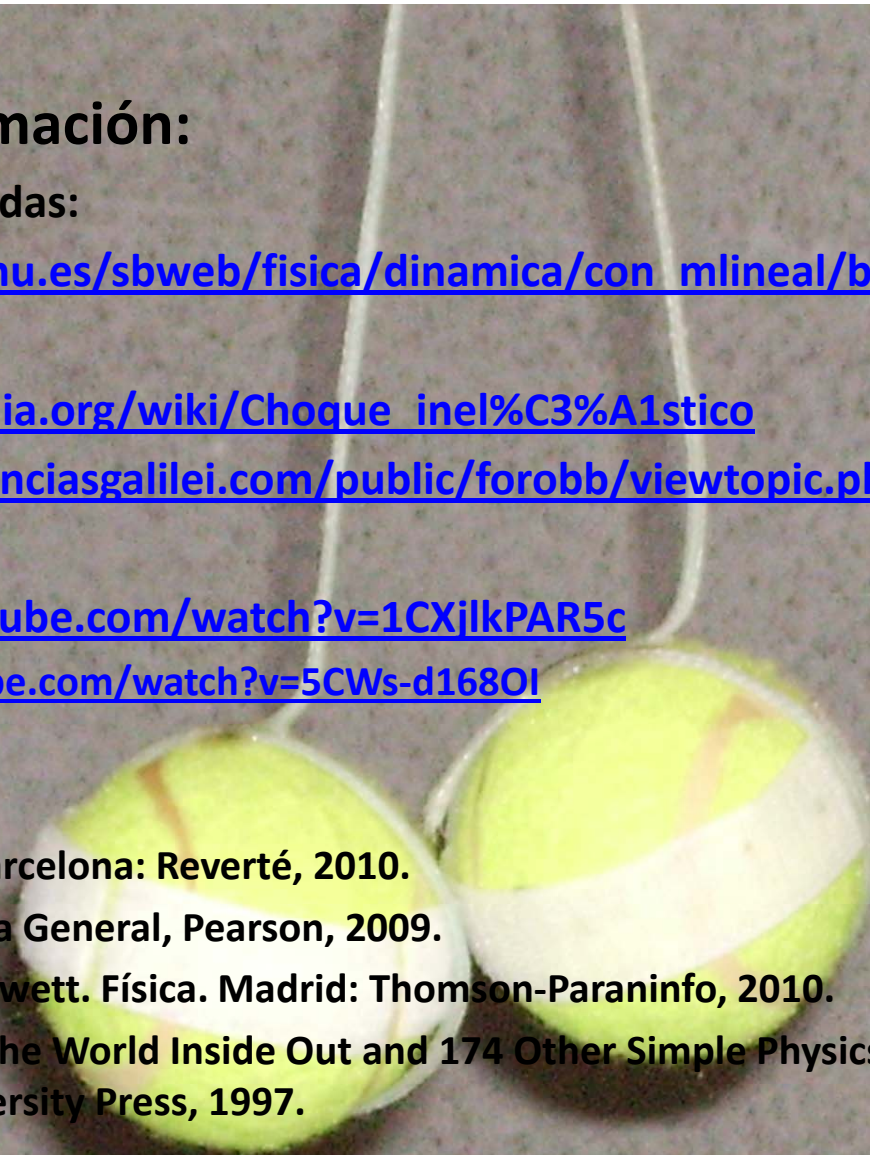 mación:
das:
nu.es/sbweb/fisica/dinamica/con_mlineal/b
ia.org/wiki/Choque_inel%C3%A1stico
nciasgalilei.com/public/forobb/viewtopic.pl
ube.com/watch?v=1CXjlkPAR5c
be.com/watch?v=5CWs-d168OI
arcelona: Reverté, 2010.
a General, Pearson, 2009.
wett. Física. Madrid: Thomson-Paraninfo, 2010.
he World Inside Out and 174 Other Simple Physics
ersity Press, 1997.